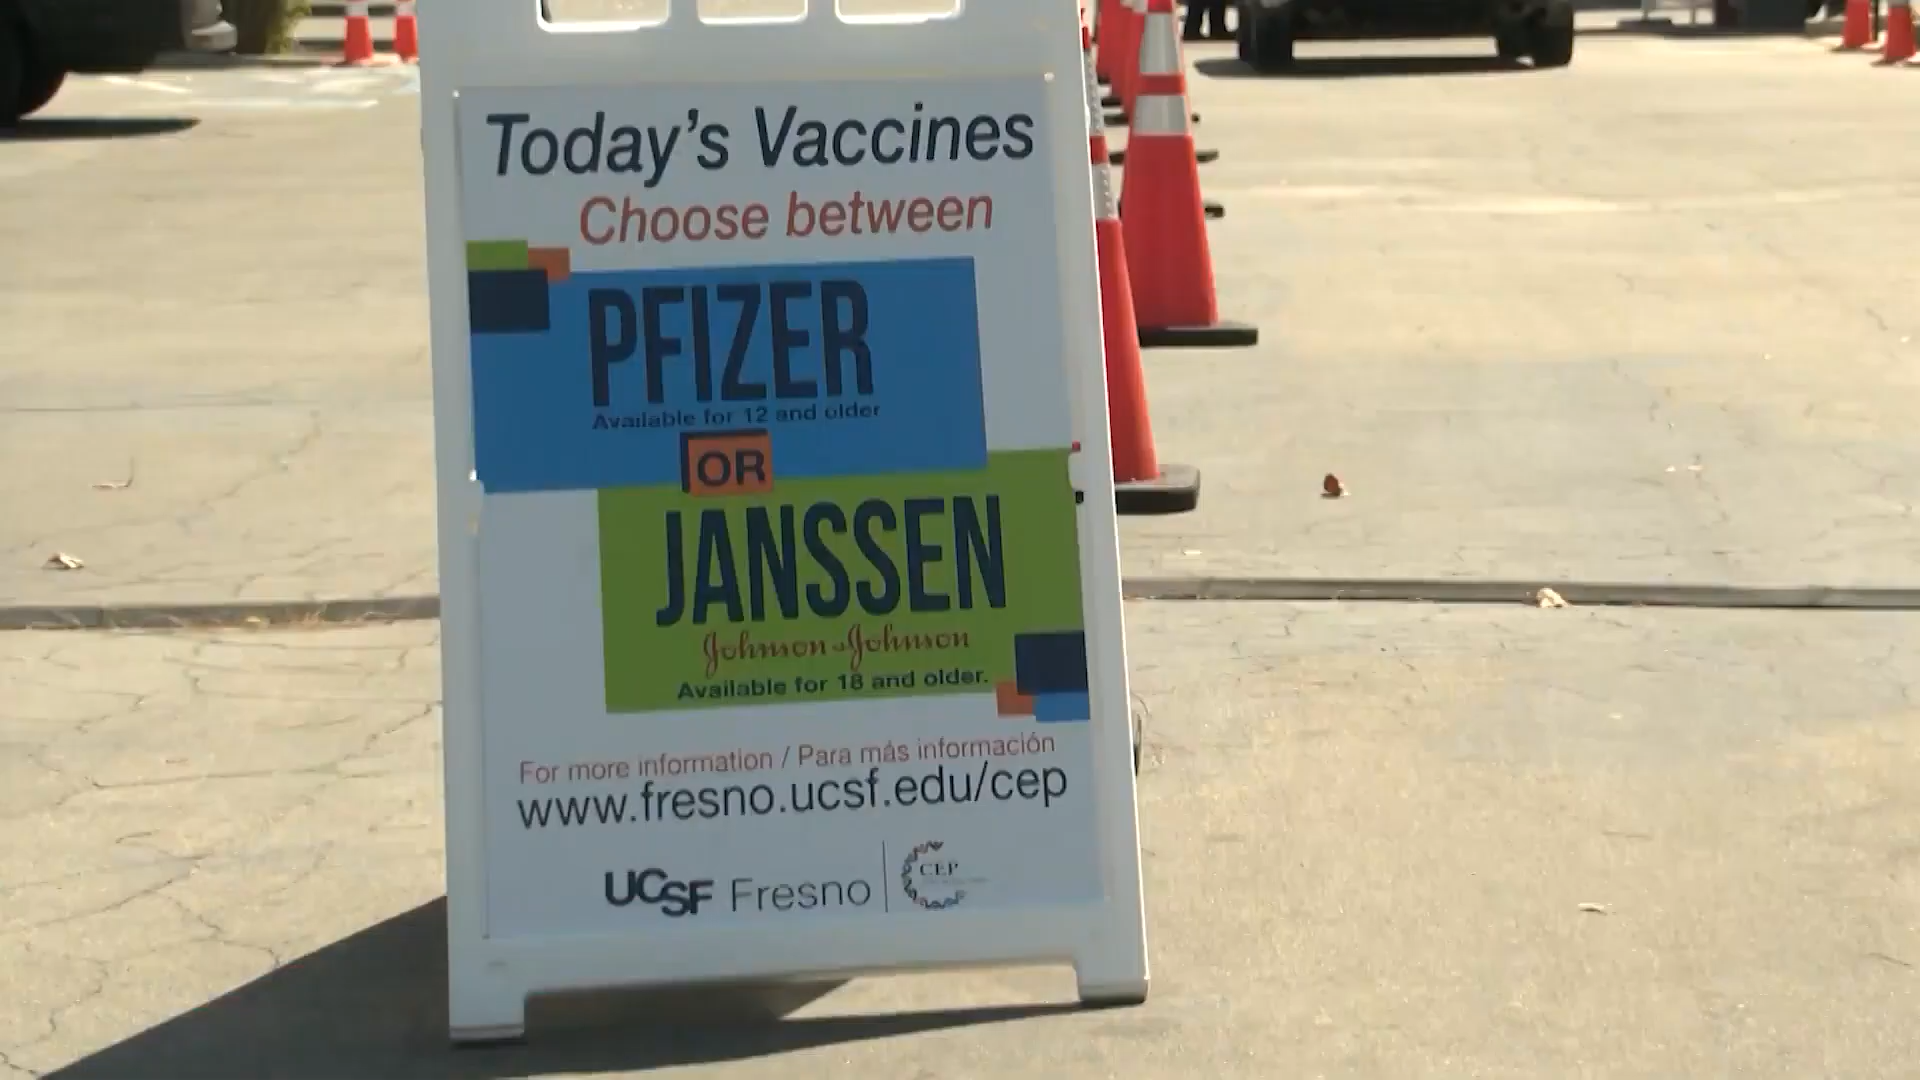 Today's Vaccines
Choose between
PFIZER
Available for 12 and older
OR
JANSSEN
Johnson & Johnson
Available for 18 and older.
For more information / Para más información
www.fresno.ucsf.edu/cep
UCSF Fresno
CEP